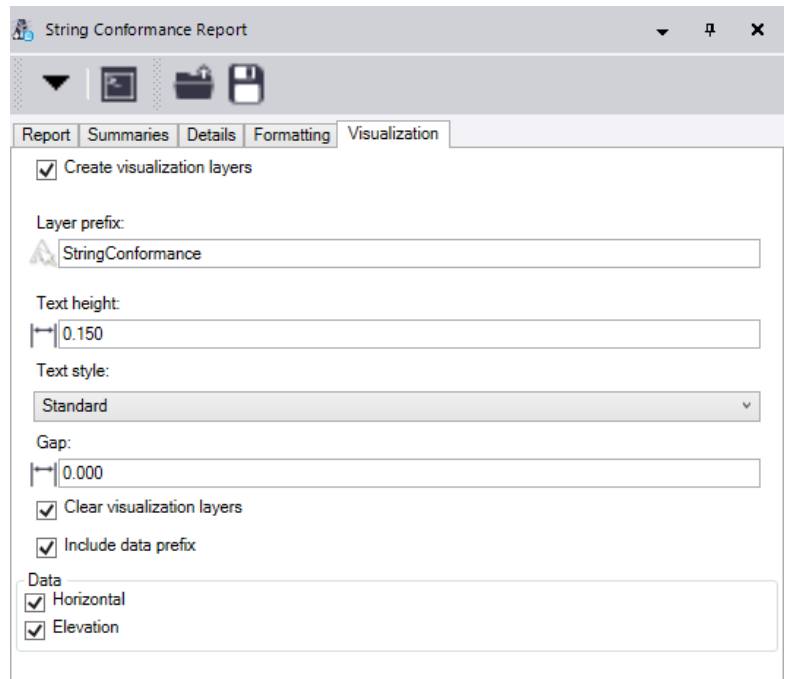 String Conformance Report
Report Summaries Details Formatting Visualization
Create visualization layers
Layer prefix:
StringConformance
Text height:
0.150
Text style:
Standard
Gap:
0.000
Clear visualization layers
Include data prefix
Data
Horizontal
Elevation